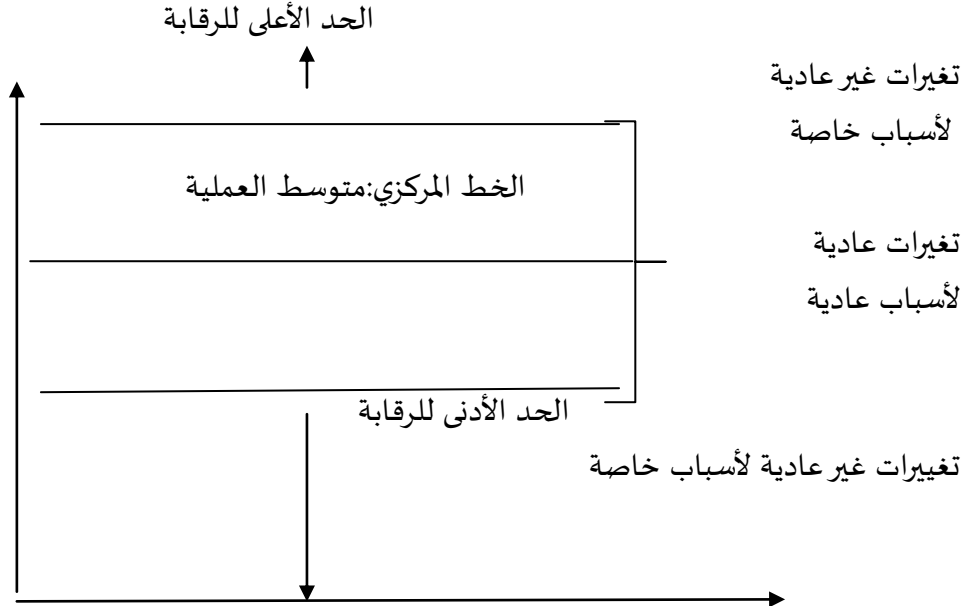 الحد الأعلى للرقابة
تغيرات غير عادية
لأسباب خاصة
الخط المركزي:متوسط العملية
تغيرات عادية
لأسباب عادية
الحد الأدنى للرقابة
تغييرات غير عادية لأسباب خاصة